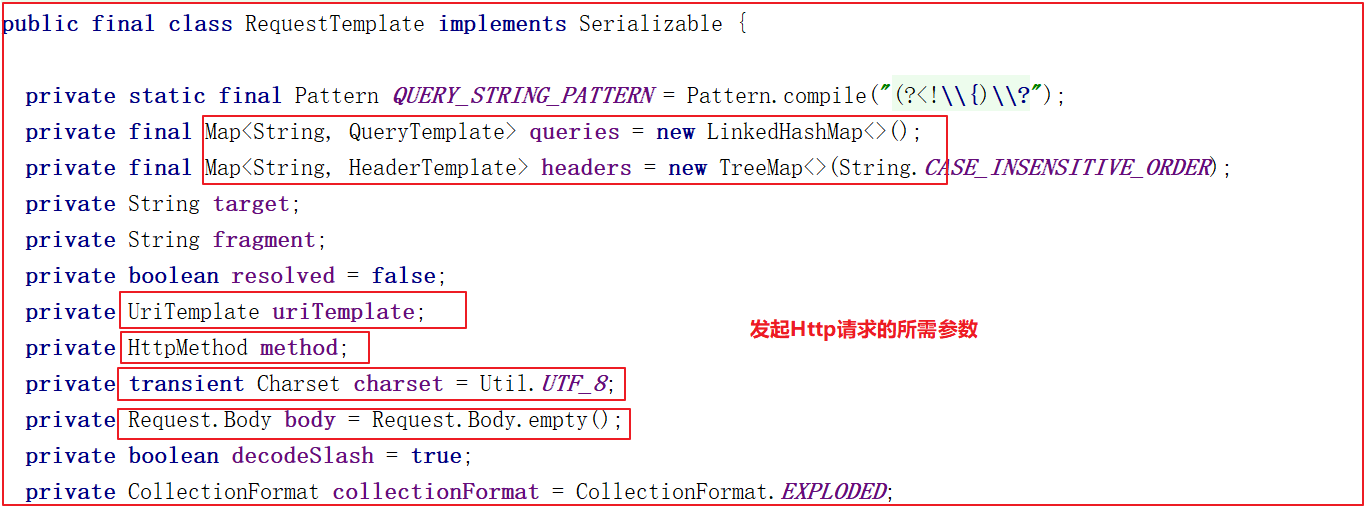 public final class RequestTemplate implements Serializable {
private static final Pattern QUERY_STRING_PATTERN = Pattern.compile("(?<!\\{)\\?");
private final Map<String, QueryTemplate> queries = new LinkedHashMap<>();
private final Map<String, HeaderTemplate> headers = new TreeMap<>(String.CASE_INSENSITIVE_ORDER);
private String target;
private String fragment;
private boolean resolved = false;
private UriTemplate uriTemplate;
发起Http请求的所需参数
private HttpMethod method;
private transient Charset charset = Util.UTF_8;
private Request.Body body = Request.Body.empty();
private boolean decodeSlash = true;
private CollectionFormat collectionFormat = CollectionFormat.EXPLODED;